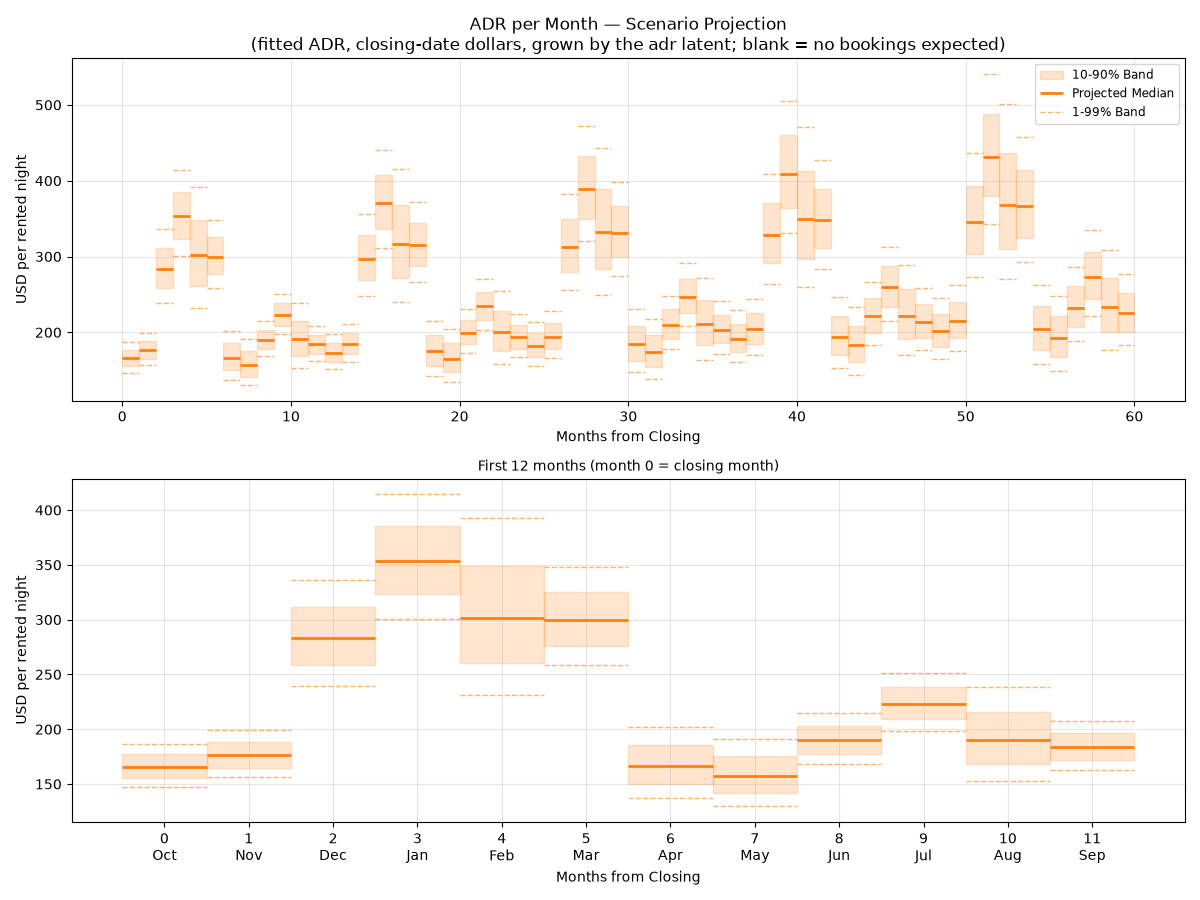 ADR per Month — Scenario Projection
(fitted ADR, closing-date dollars, grown by the adr latent; blank = no bookings expected)
10-90% Band
Projected Median
1-99% Band
USD per rented night
500
400
300
200
0 10 20 30 40 50 60
Months from Closing
First 12 months (month 0 = closing month)
USD per rented night
400
350
300
250
200
150
0 1 2 3 4 5 6 7 8 9 10 11
Oct Nov Dec Jan Feb Mar Apr May Jun Jul Aug Sep
Months from Closing